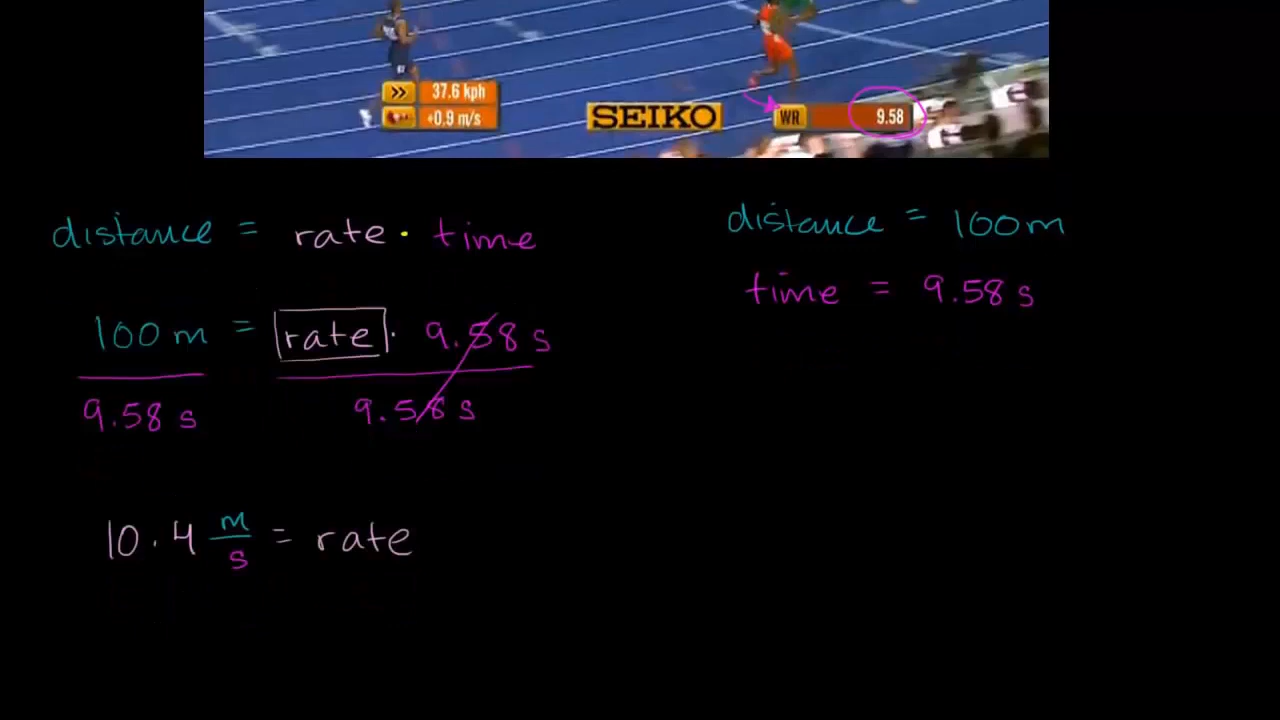 >> 37.6 kph
+0.9 m/s
SEIKO
WR 9.58
distance = rate · time
distance = 100m
time = 9.58 s
100 m = rate · 9.58 s
9.58 s 9.58 s
10.4 m/s = rate